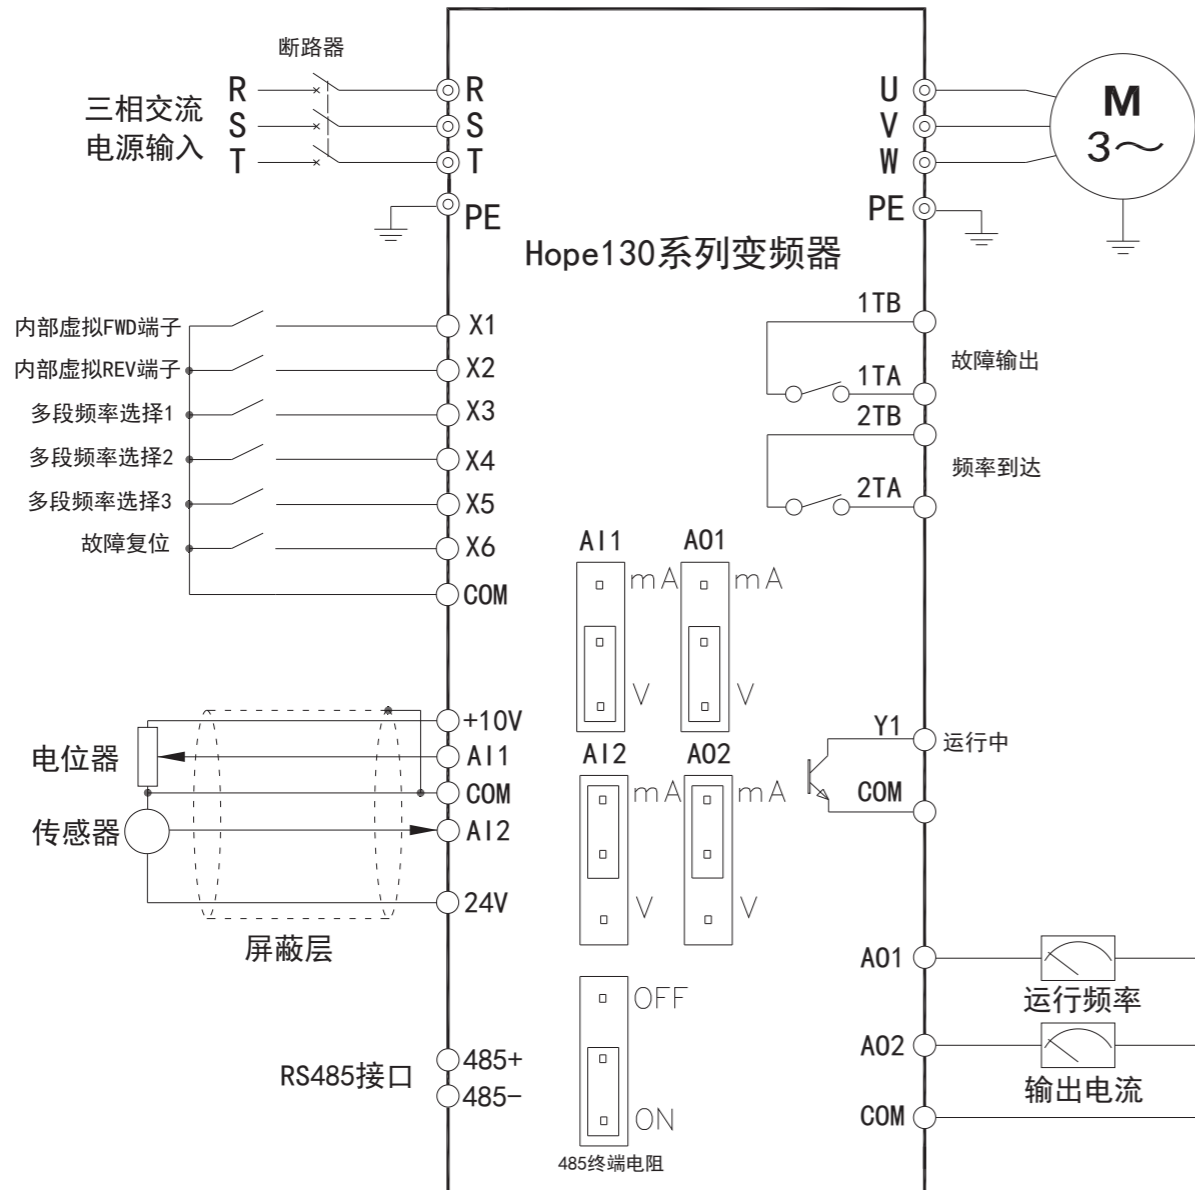 断路器
三相交流
电源输入
R
S
T
R
S
T
PE
U
V
W
PE
M
3～
Hope130系列变频器
内部虚拟FWD端子
X1
内部虚拟REV端子
X2
多段频率选择1
X3
多段频率选择2
X4
多段频率选择3
X5
故障复位
X6
COM
1TB
故障输出
1TA
2TB
频率到达
2TA
AI1
mA
V
AO1
mA
V
+10V
电位器
AI1
COM
传感器
AI2
24V
屏蔽层
AI2
mA
V
AO2
mA
V
Y1
运行中
COM
OFF
ON
485终端电阻
RS485接口
485+
485-
AO1
运行频率
AO2
输出电流
COM